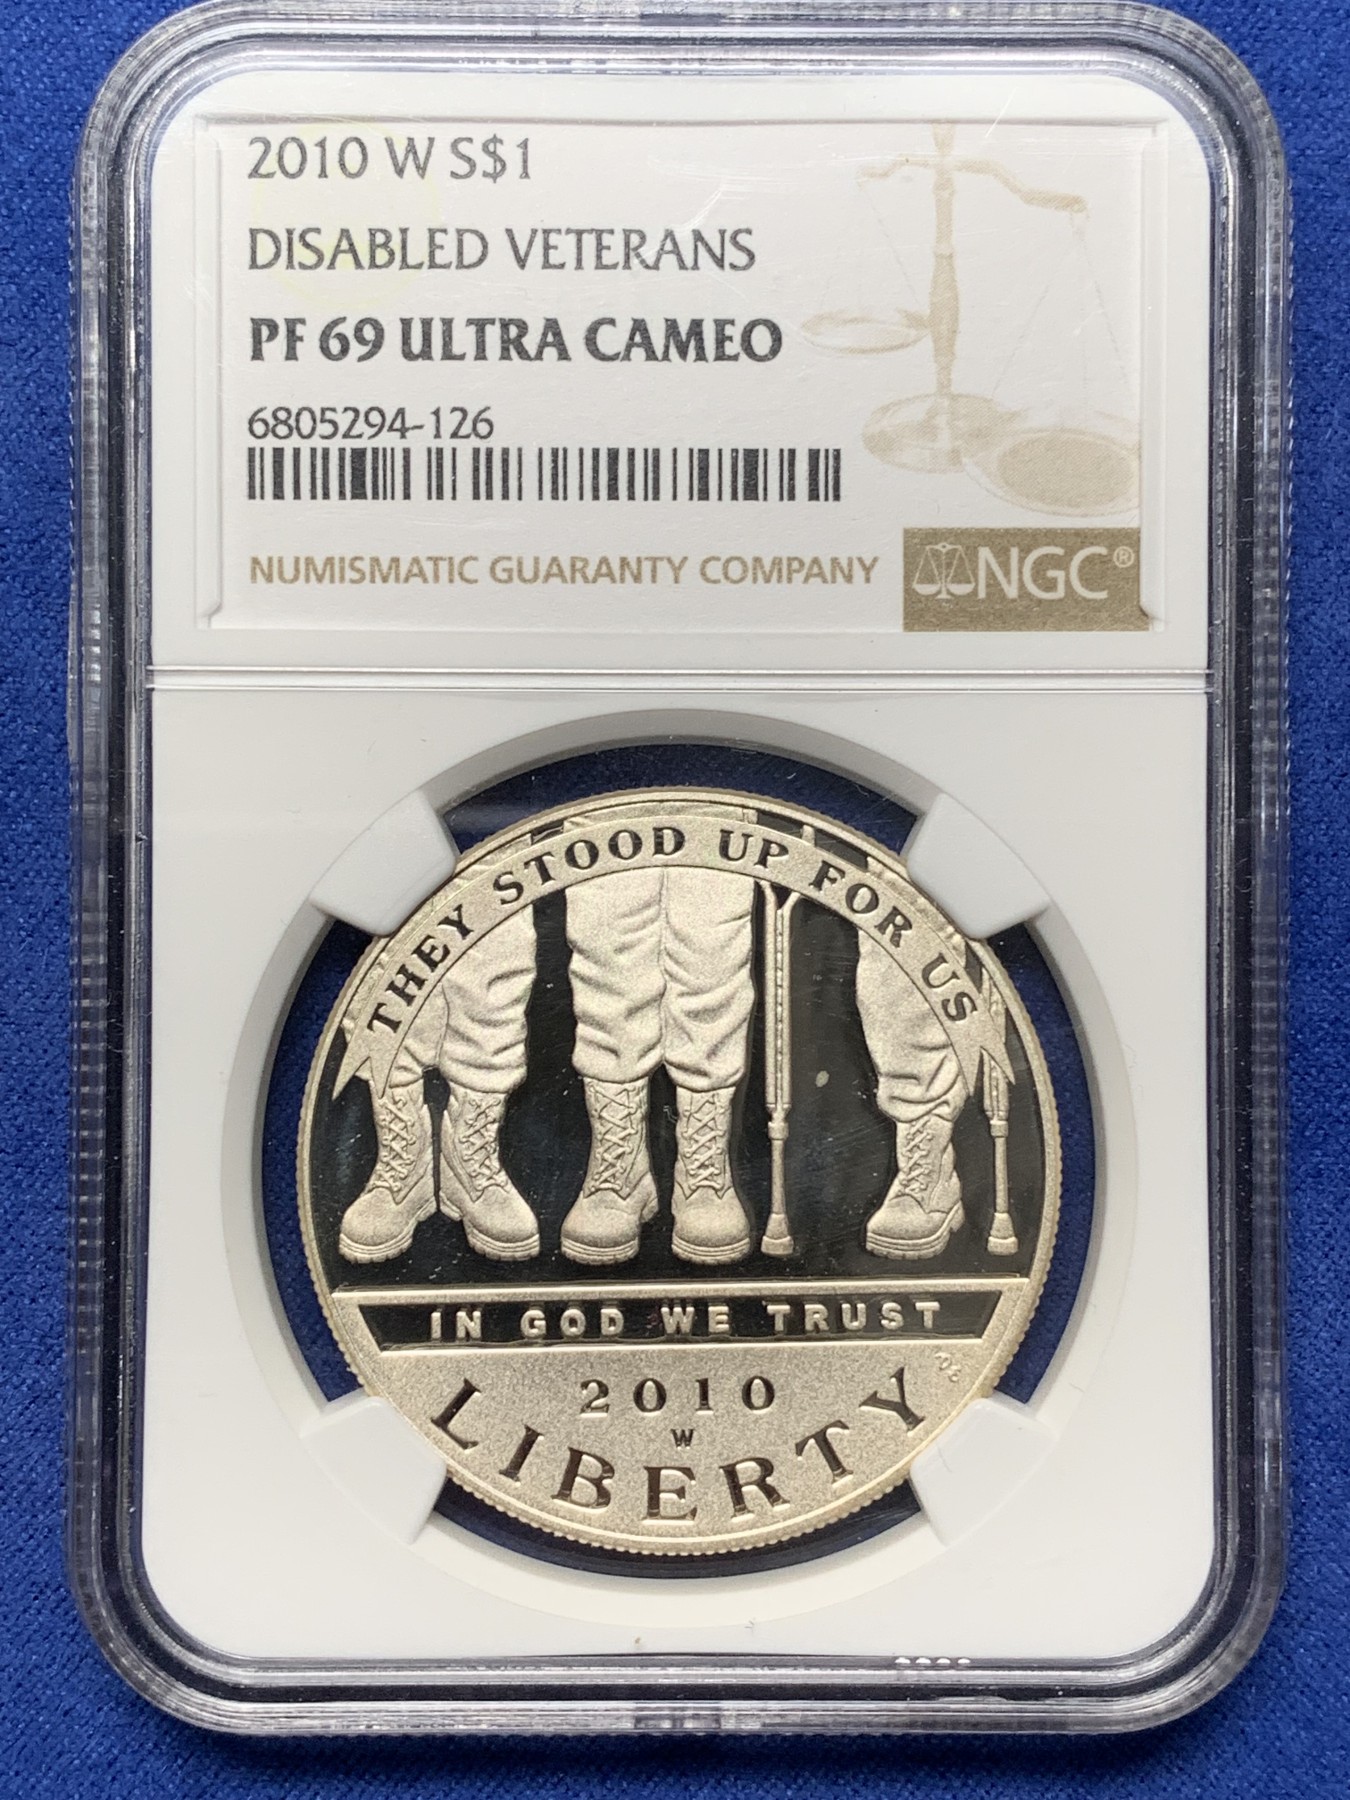 2010 W S$1
DISABLED VETERANS
PF 69 ULTRA CAMEO
6805294-126
NUMISMATIC GUARANTY COMPANY
NGC®
THEY STOOD UP FOR US
IN GOD WE TRUST
2010
W
LIBERTY